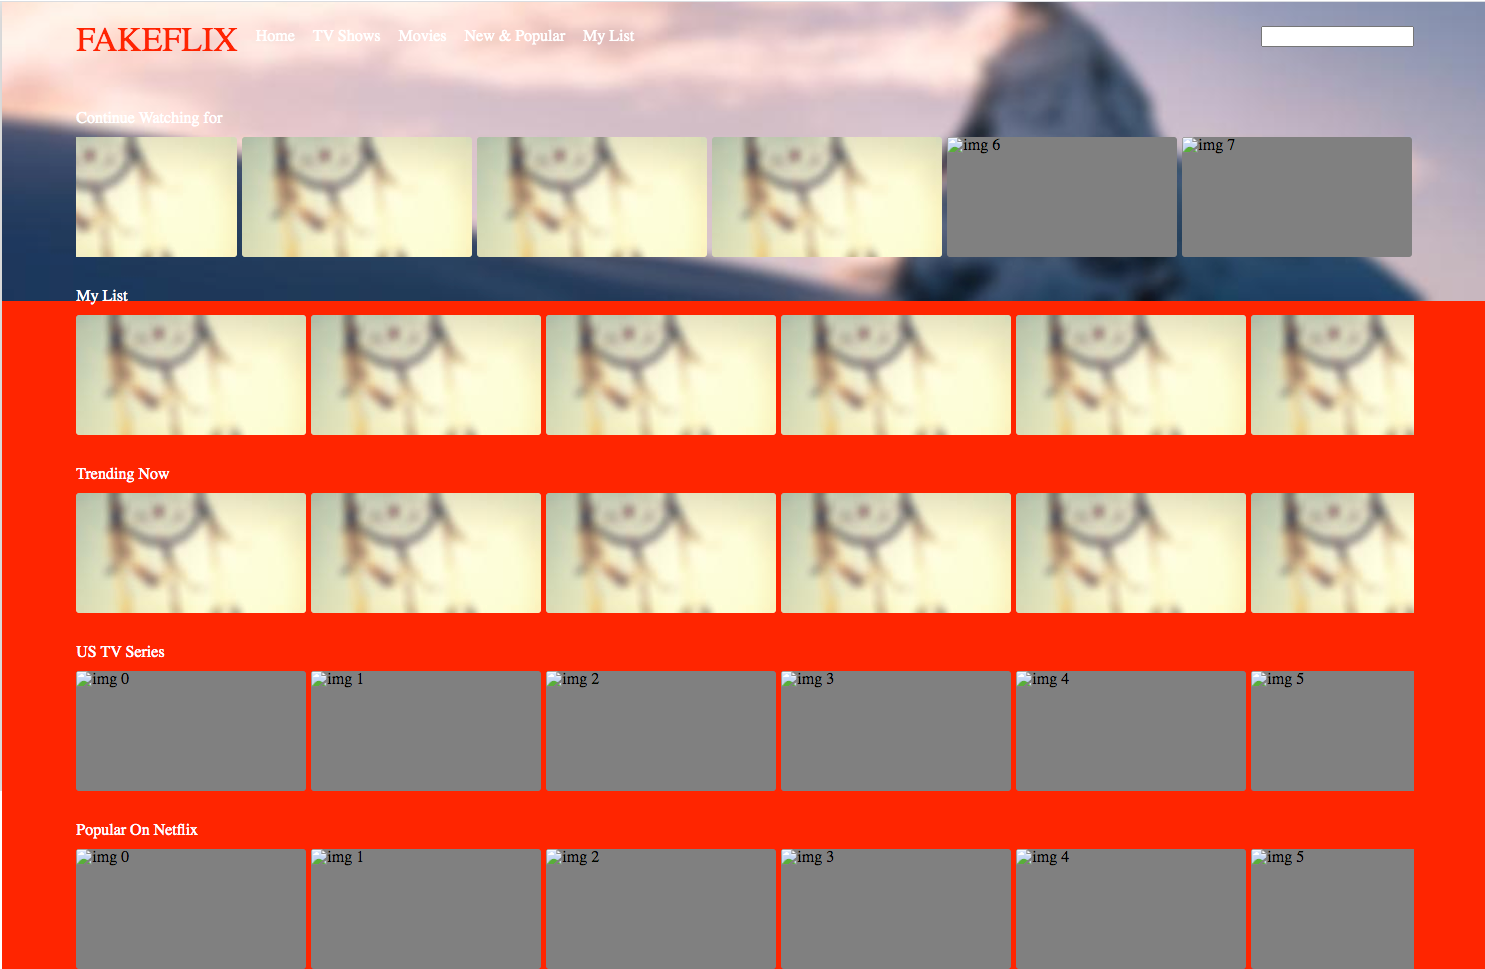 FAKEFLIX Home TV Shows Movies New & Popular My List
Continue Watching for
img 6 img 7
My List
Trending Now
US TV Series
img 0 img 1 img 2 img 3 img 4 img 5
Popular On Netflix
img 0 img 1 img 2 img 3 img 4 img 5